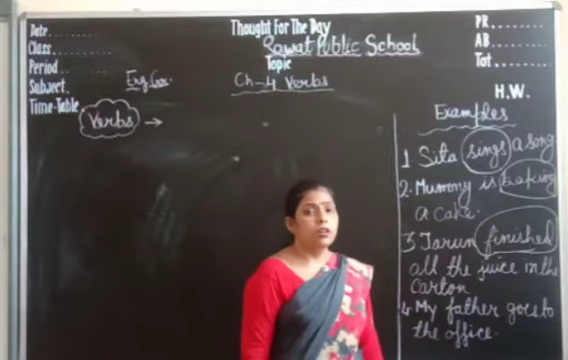 Date.........
Class..........
Period..........
Subject.......
Time-Table.
Eng. Gr.
Thought For The Day
Rawat Public School
Topic
Ch-4 Verbs
PR........
AB........
Tot........
H.W.
Verbs →
Examples
1 Sita sings a song
2. Mummy is baking
a cake.
3 Tarun finished
all the juice in the
carton
4 My father goes to
the office.